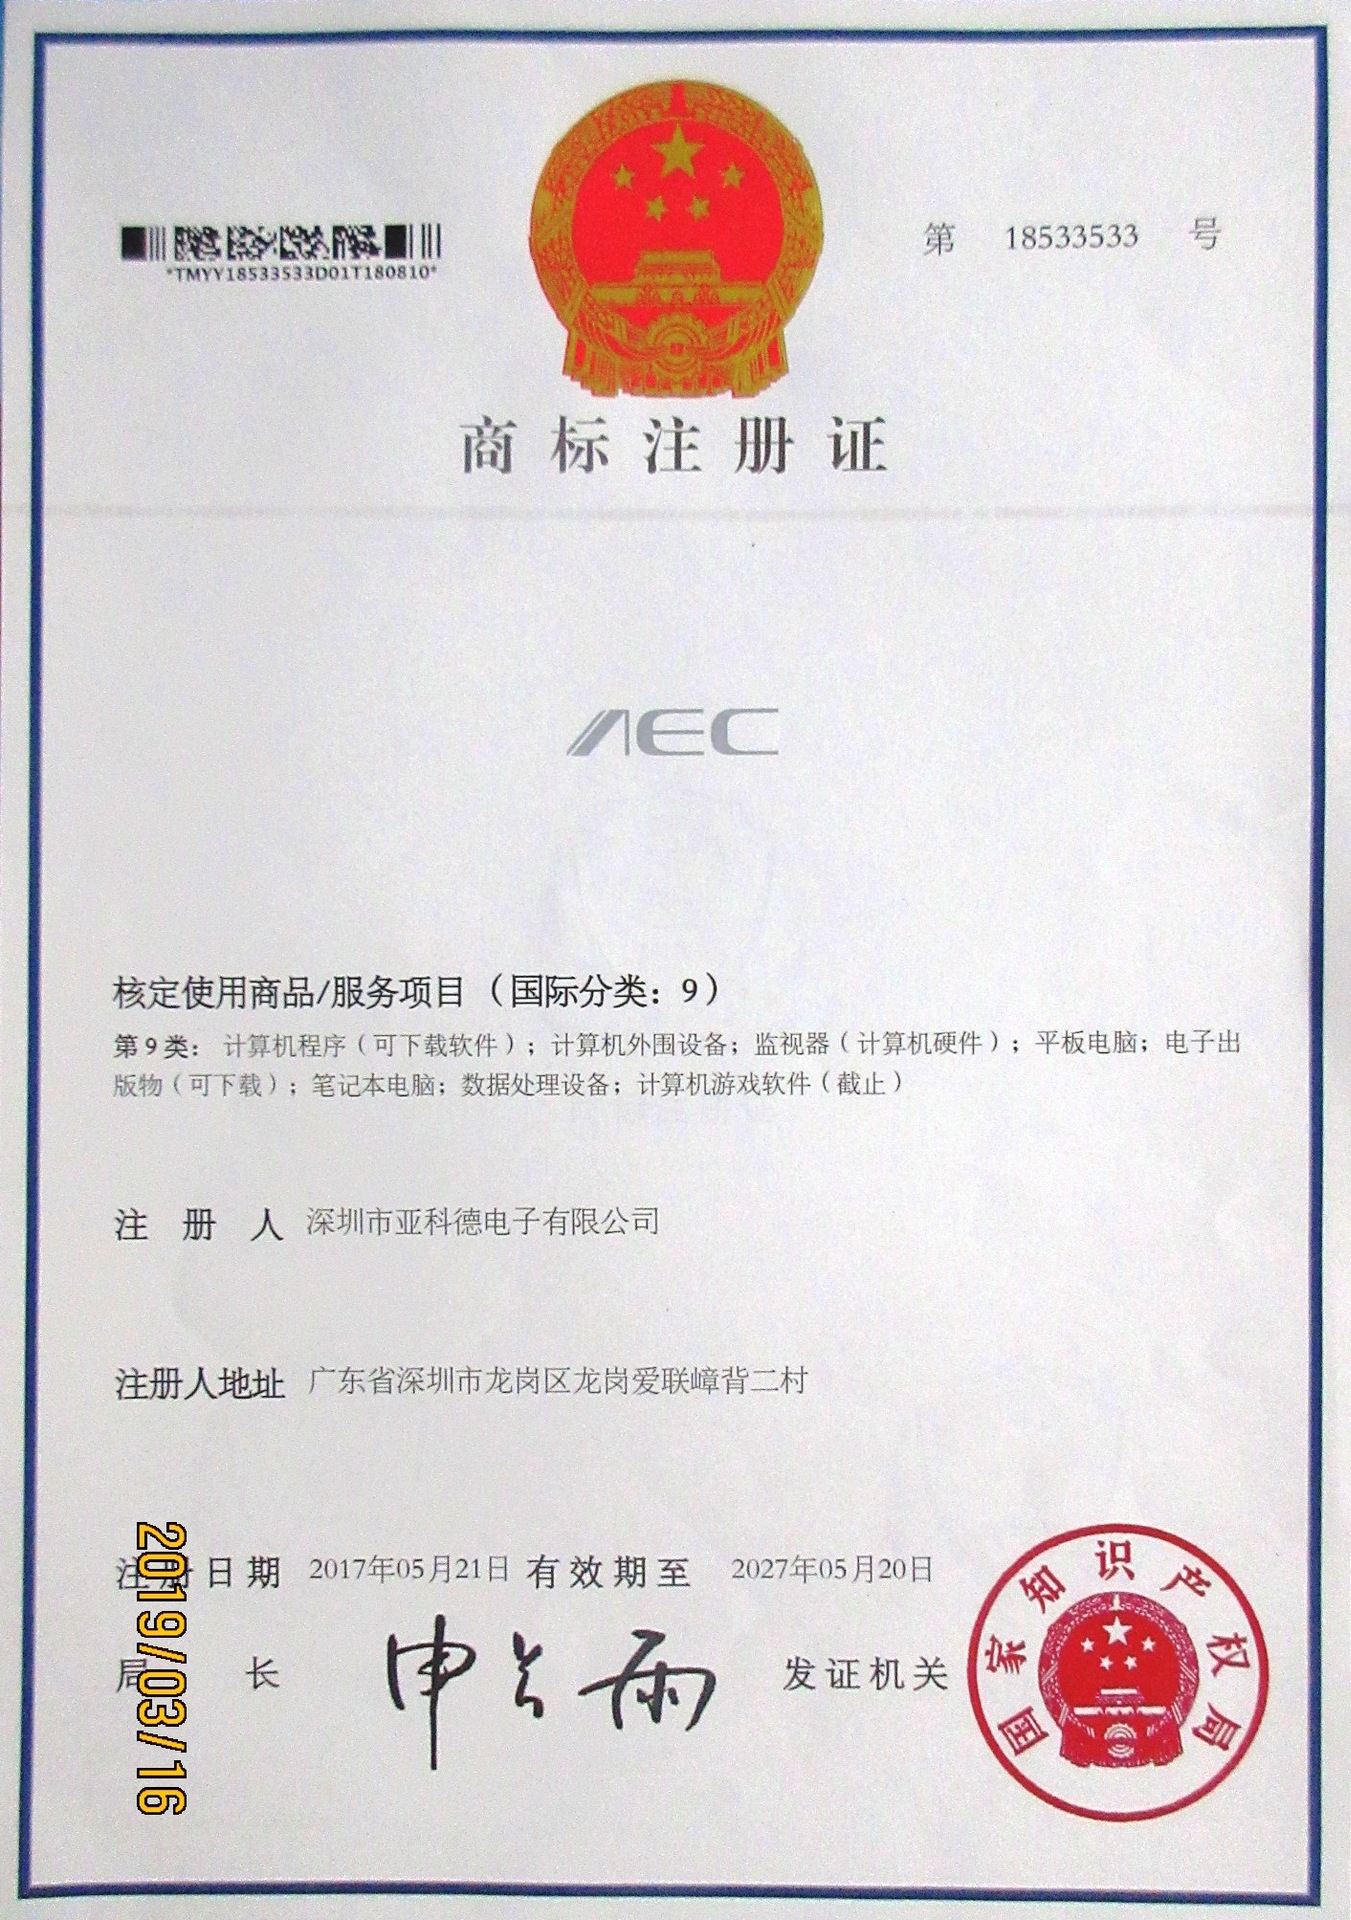 第 18533533 号
*TMYY18533533D01T180810*
商标注册证
AEC
核定使用商品/服务项目（国际分类：9）
第9类： 计算机程序（可下载软件）；计算机外围设备；监视器（计算机硬件）；平板电脑；电子出
版物（可下载）；笔记本电脑；数据处理设备；计算机游戏软件（截止）
注 册 人 深圳市亚科德电子有限公司
注册人地址 广东省深圳市龙岗区龙岗爱联嶂背二村
注册日期 2017年05月21日 有效期至 2027年05月20日
局 长 申长雨 发证机关
国家知识产权局
2019/03/16